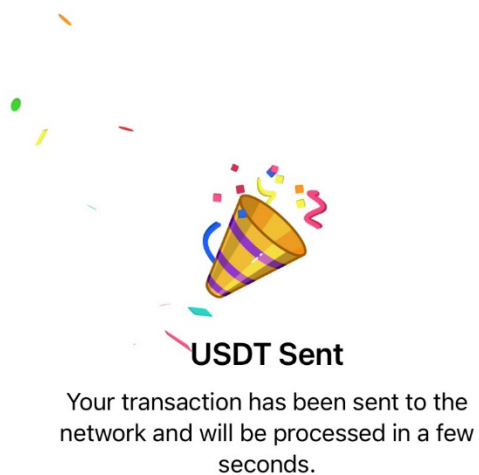 USDT Sent
Your transaction has been sent to the
network and will be processed in a few
seconds.